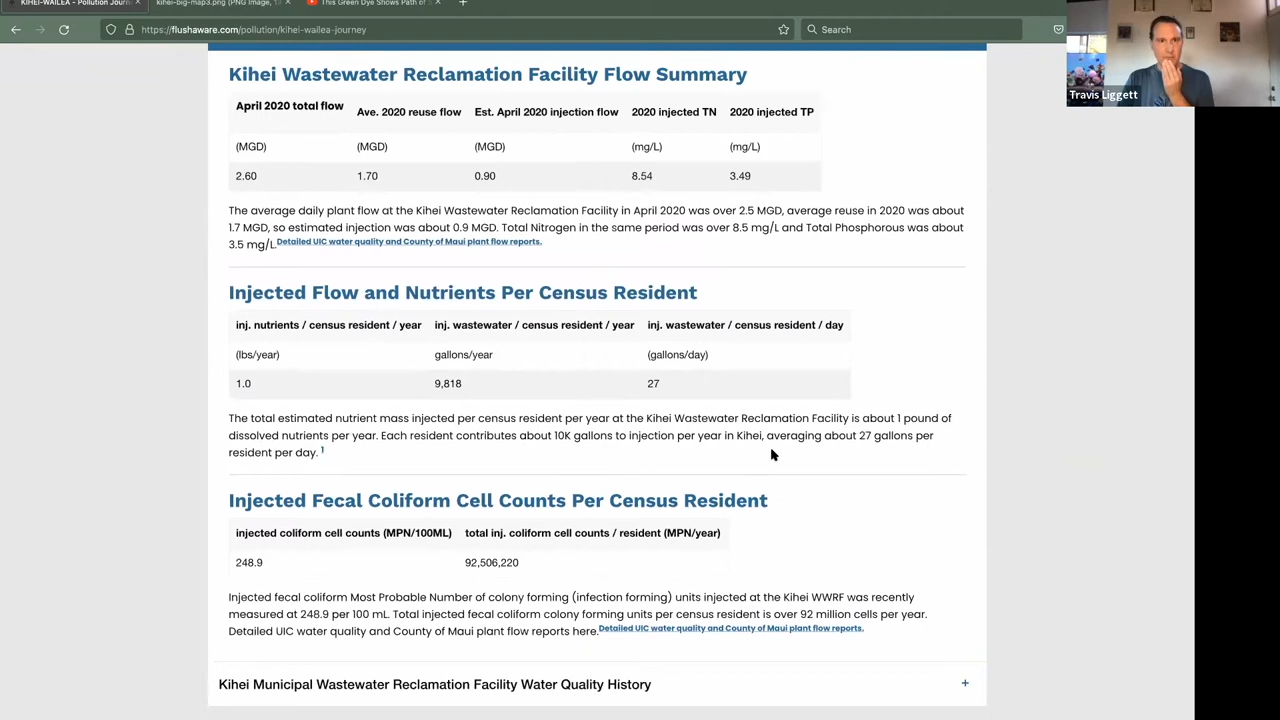 KIHEI-WAILEA - Pollution Jour
kihei-big-map3.png (PNG Image, 1
This Green Dye Shows Path of S
https://flushaware.com/pollution/kihei-wailea-journey
Search
Travis Liggett
Kihei Wastewater Reclamation Facility Flow Summary
April 2020 total flow Ave. 2020 reuse flow Est. April 2020 injection flow 2020 injected TN 2020 injected TP
(MGD) (MGD) (MGD) (mg/L) (mg/L)
2.60 1.70 0.90 8.54 3.49
The average daily plant flow at the Kihei Wastewater Reclamation Facility in April 2020 was over 2.5 MGD, average reuse in 2020 was about
1.7 MGD, so estimated injection was about 0.9 MGD. Total Nitrogen in the same period was over 8.5 mg/L and Total Phosphorous was about
3.5 mg/L. Detailed UIC water quality and County of Maui plant flow reports.
Injected Flow and Nutrients Per Census Resident
inj. nutrients / census resident / year inj. wastewater / census resident / year inj. wastewater / census resident / day
(lbs/year) gallons/year (gallons/day)
1.0 9,818 27
The total estimated nutrient mass injected per census resident per year at the Kihei Wastewater Reclamation Facility is about 1 pound of
dissolved nutrients per year. Each resident contributes about 10K gallons to injection per year in Kihei, averaging about 27 gallons per
resident per day. 1
Injected Fecal Coliform Cell Counts Per Census Resident
injected coliform cell counts (MPN/100ML) total inj. coliform cell counts / resident (MPN/year)
248.9 92,506,220
Injected fecal coliform Most Probable Number of colony forming (infection forming) units injected at the Kihei WWRF was recently
measured at 248.9 per 100 mL. Total injected fecal coliform colony forming units per census resident is over 92 million cells per year.
Detailed UIC water quality and County of Maui plant flow reports here. Detailed UIC water quality and County of Maui plant flow reports.
Kihei Municipal Wastewater Reclamation Facility Water Quality History +